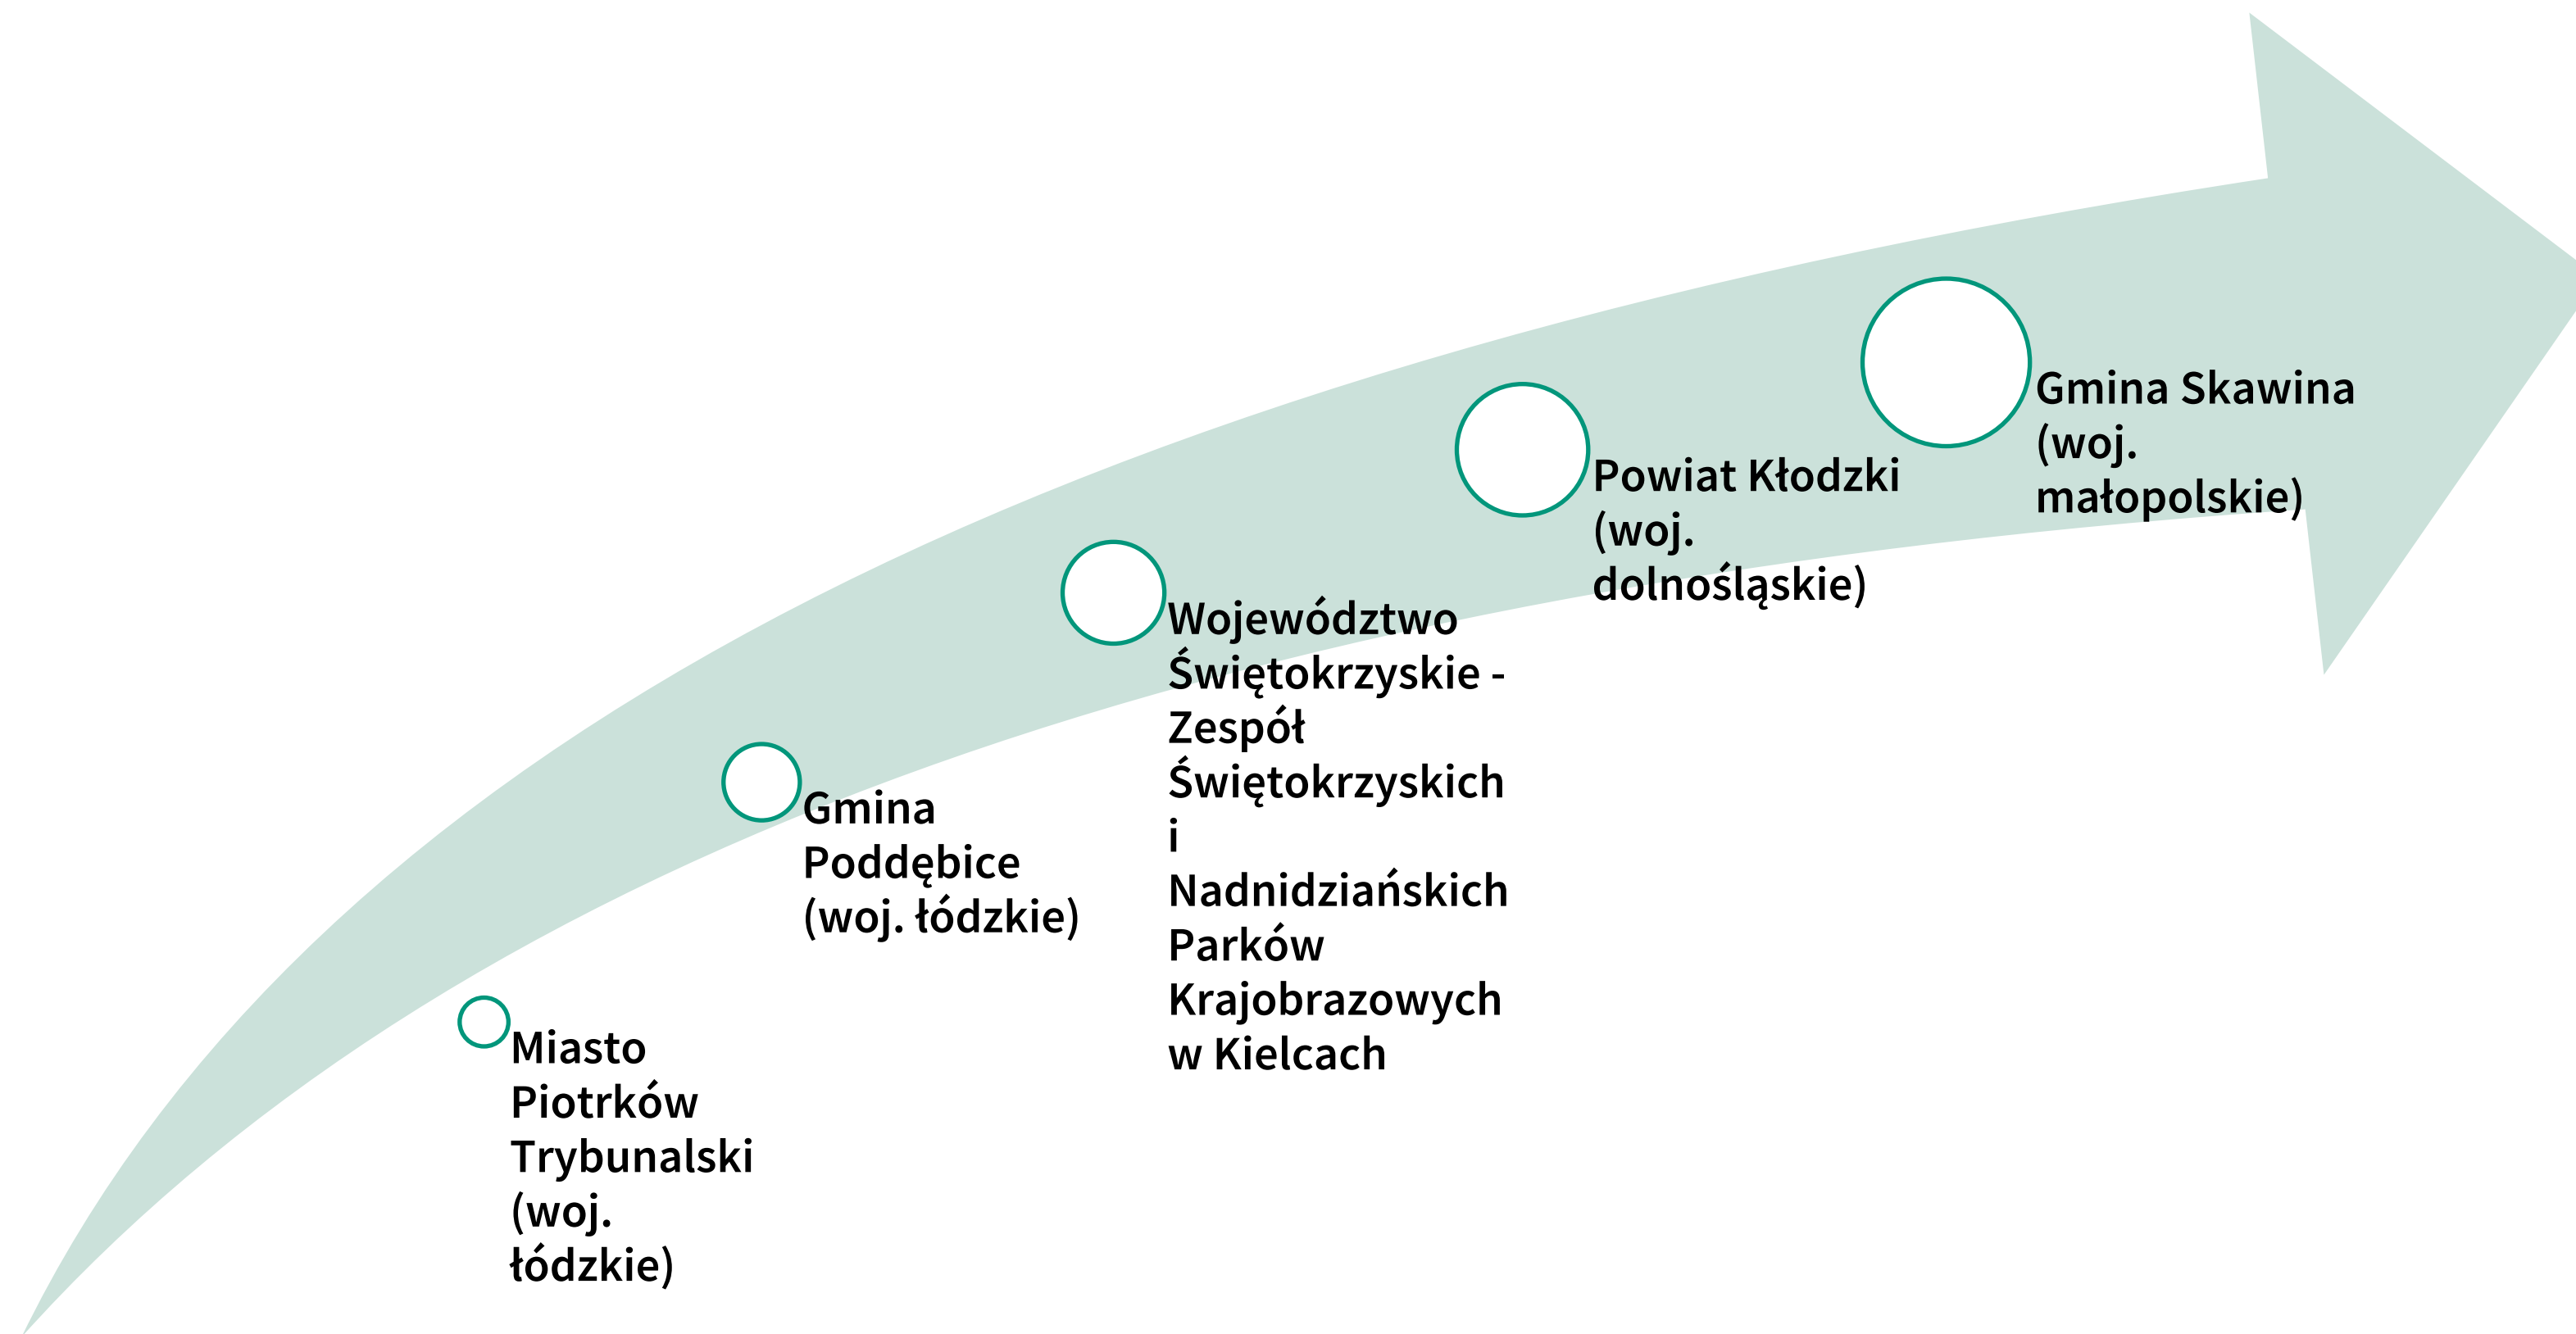 Miasto
Piotrków
Trybunalski
(woj.
łódzkie)
Gmina
Poddębice
(woj. łódzkie)
Województwo
Świętokrzyskie -
Zespół
Świętokrzyskich
i
Nadnidziańskich
Parków
Krajobrazowych
w Kielcach
Powiat Kłodzki
(woj.
dolnośląskie)
Gmina Skawina
(woj.
małopolskie)